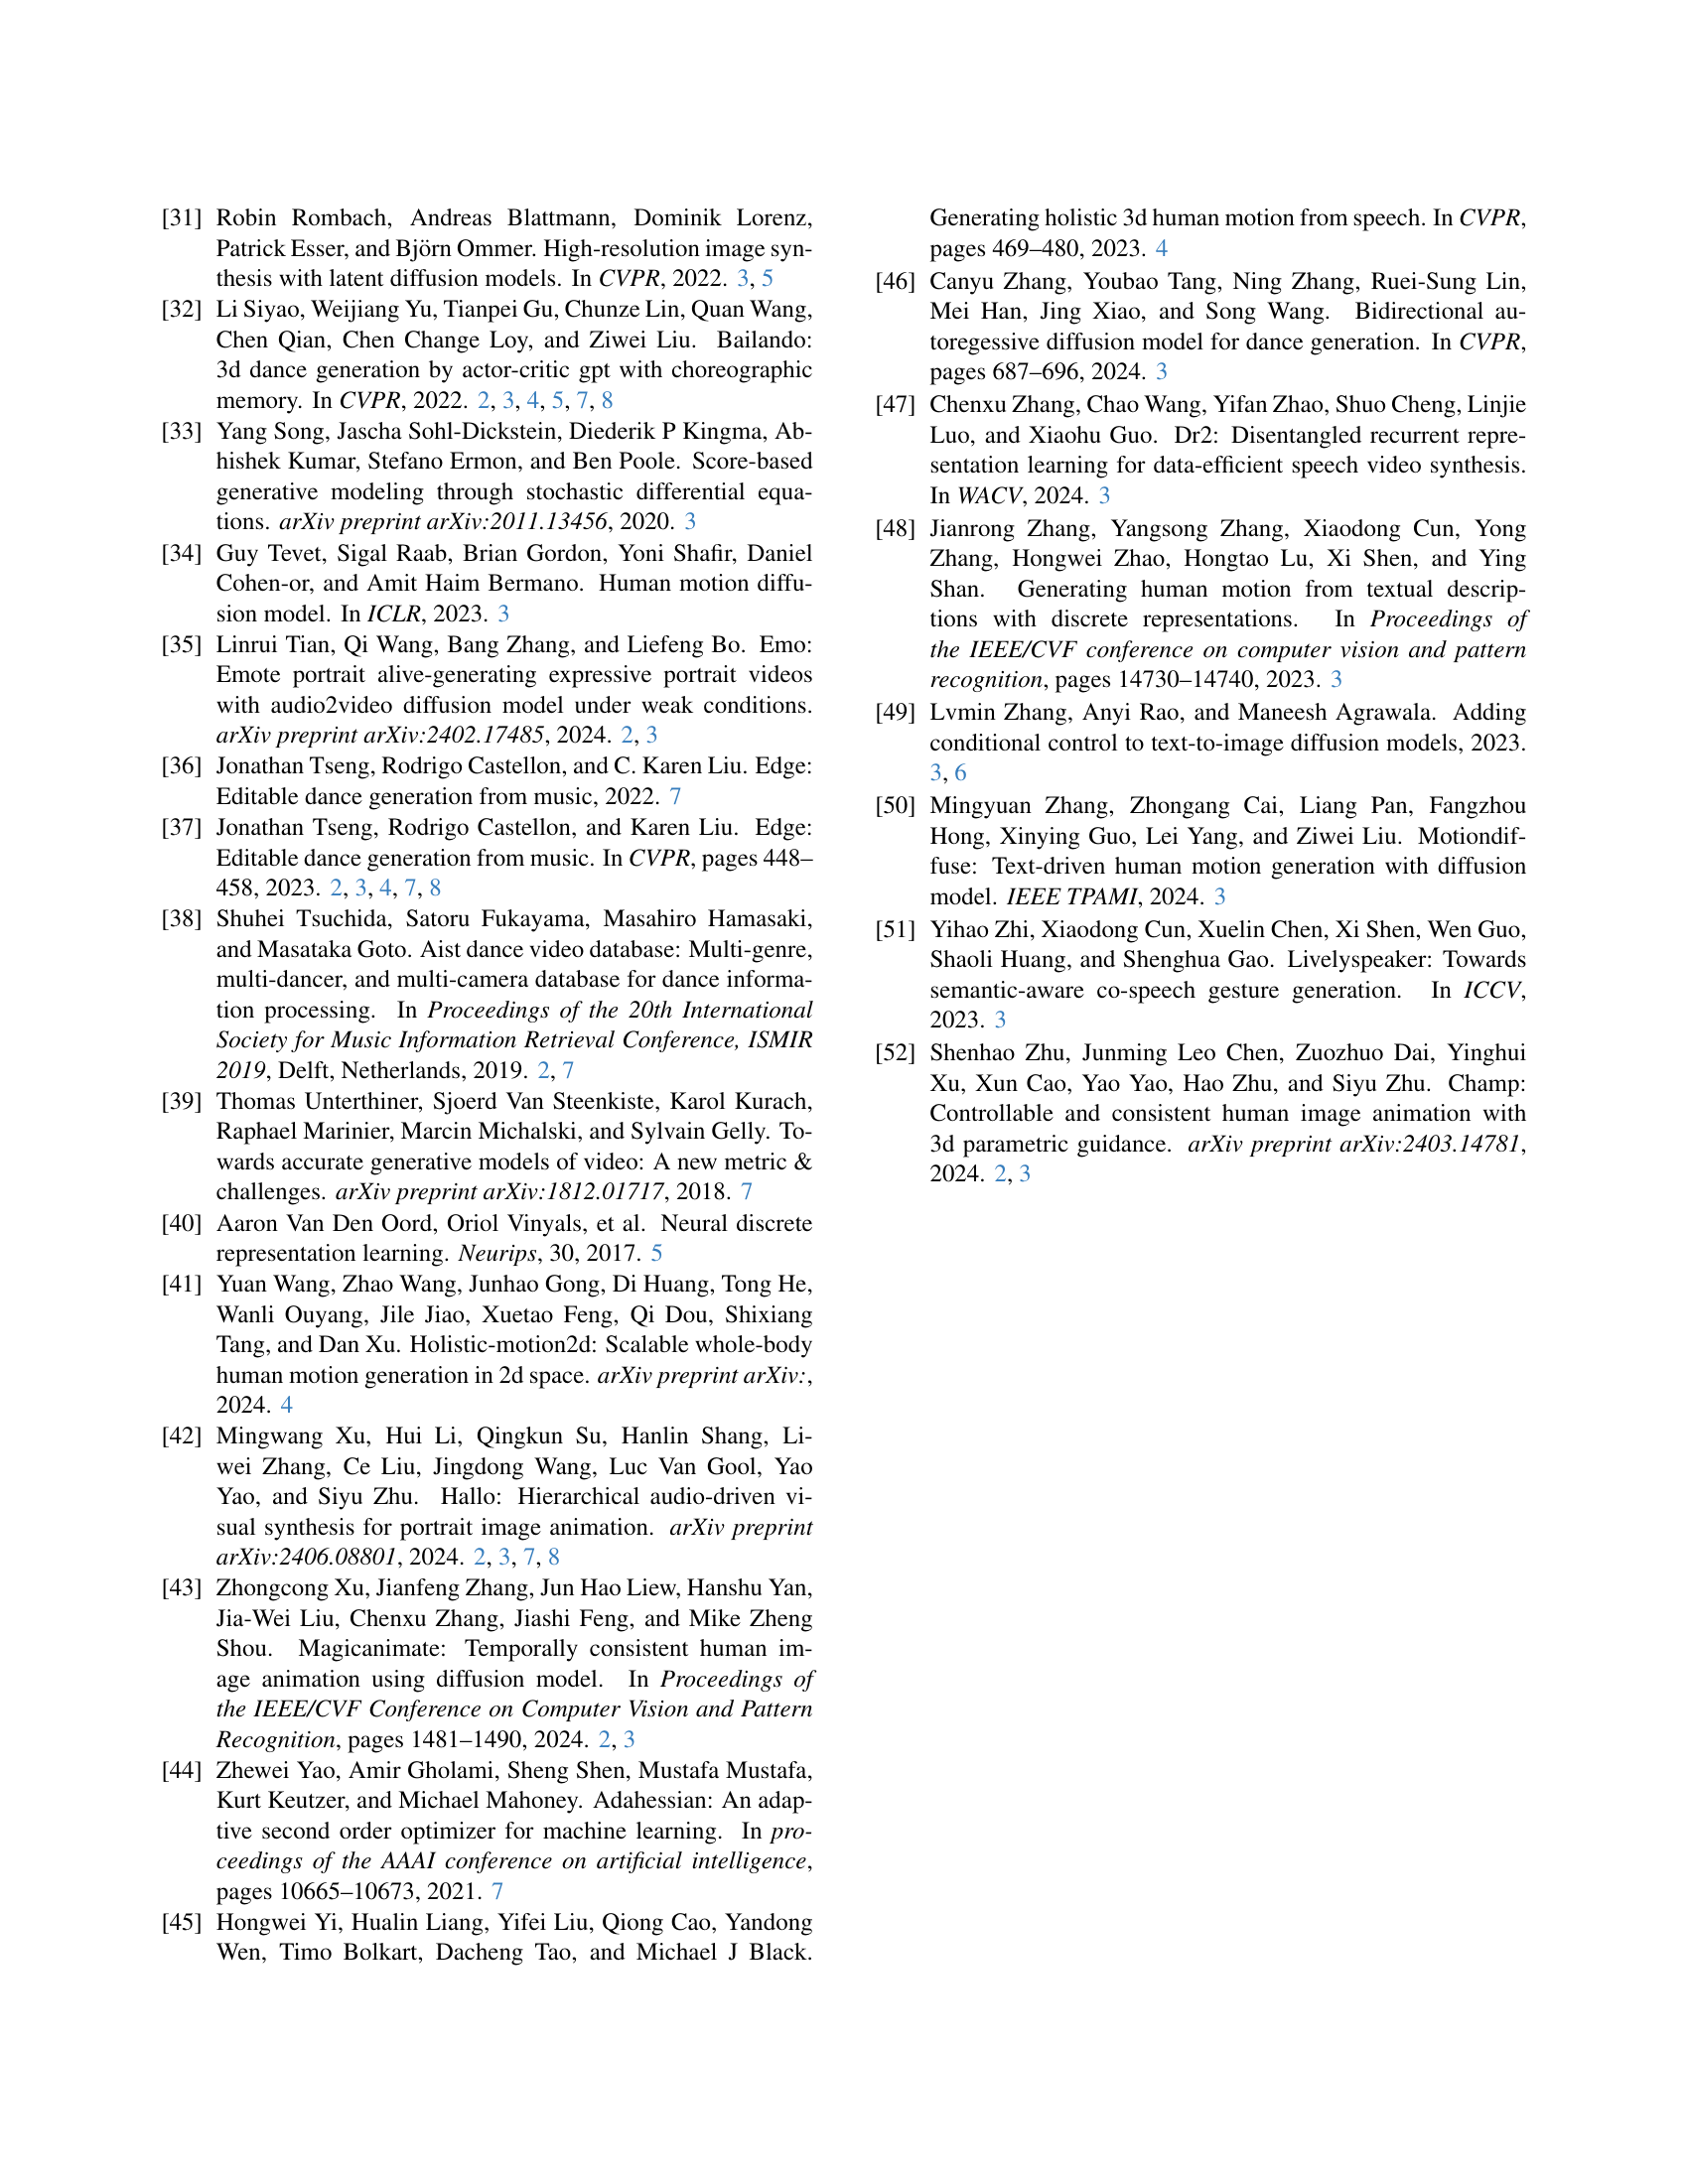 [31] Robin Rombach, Andreas Blattmann, Dominik Lorenz,
Patrick Esser, and Björn Ommer. High-resolution image syn-
thesis with latent diffusion models. In CVPR, 2022. 3, 5
[32] Li Siyao, Weijiang Yu, Tianpei Gu, Chunze Lin, Quan Wang,
Chen Qian, Chen Change Loy, and Ziwei Liu. Bailando:
3d dance generation by actor-critic gpt with choreographic
memory. In CVPR, 2022. 2, 3, 4, 5, 7, 8
[33] Yang Song, Jascha Sohl-Dickstein, Diederik P Kingma, Ab-
hishek Kumar, Stefano Ermon, and Ben Poole. Score-based
generative modeling through stochastic differential equa-
tions. arXiv preprint arXiv:2011.13456, 2020. 3
[34] Guy Tevet, Sigal Raab, Brian Gordon, Yoni Shafir, Daniel
Cohen-or, and Amit Haim Bermano. Human motion diffu-
sion model. In ICLR, 2023. 3
[35] Linrui Tian, Qi Wang, Bang Zhang, and Liefeng Bo. Emo:
Emote portrait alive-generating expressive portrait videos
with audio2video diffusion model under weak conditions.
arXiv preprint arXiv:2402.17485, 2024. 2, 3
[36] Jonathan Tseng, Rodrigo Castellon, and C. Karen Liu. Edge:
Editable dance generation from music, 2022. 7
[37] Jonathan Tseng, Rodrigo Castellon, and Karen Liu. Edge:
Editable dance generation from music. In CVPR, pages 448–
458, 2023. 2, 3, 4, 7, 8
[38] Shuhei Tsuchida, Satoru Fukayama, Masahiro Hamasaki,
and Masataka Goto. Aist dance video database: Multi-genre,
multi-dancer, and multi-camera database for dance informa-
tion processing. In Proceedings of the 20th International
Society for Music Information Retrieval Conference, ISMIR
2019, Delft, Netherlands, 2019. 2, 7
[39] Thomas Unterthiner, Sjoerd Van Steenkiste, Karol Kurach,
Raphael Marinier, Marcin Michalski, and Sylvain Gelly. To-
wards accurate generative models of video: A new metric &
challenges. arXiv preprint arXiv:1812.01717, 2018. 7
[40] Aaron Van Den Oord, Oriol Vinyals, et al. Neural discrete
representation learning. Neurips, 30, 2017. 5
[41] Yuan Wang, Zhao Wang, Junhao Gong, Di Huang, Tong He,
Wanli Ouyang, Jile Jiao, Xuetao Feng, Qi Dou, Shixiang
Tang, and Dan Xu. Holistic-motion2d: Scalable whole-body
human motion generation in 2d space. arXiv preprint arXiv:,
2024. 4
[42] Mingwang Xu, Hui Li, Qingkun Su, Hanlin Shang, Li-
wei Zhang, Ce Liu, Jingdong Wang, Luc Van Gool, Yao
Yao, and Siyu Zhu. Hallo: Hierarchical audio-driven vi-
sual synthesis for portrait image animation. arXiv preprint
arXiv:2406.08801, 2024. 2, 3, 7, 8
[43] Zhongcong Xu, Jianfeng Zhang, Jun Hao Liew, Hanshu Yan,
Jia-Wei Liu, Chenxu Zhang, Jiashi Feng, and Mike Zheng
Shou. Magicanimate: Temporally consistent human im-
age animation using diffusion model. In Proceedings of
the IEEE/CVF Conference on Computer Vision and Pattern
Recognition, pages 1481–1490, 2024. 2, 3
[44] Zhewei Yao, Amir Gholami, Sheng Shen, Mustafa Mustafa,
Kurt Keutzer, and Michael Mahoney. Adahessian: An adap-
tive second order optimizer for machine learning. In pro-
ceedings of the AAAI conference on artificial intelligence,
pages 10665–10673, 2021. 7
[45] Hongwei Yi, Hualin Liang, Yifei Liu, Qiong Cao, Yandong
Wen, Timo Bolkart, Dacheng Tao, and Michael J Black.
Generating holistic 3d human motion from speech. In CVPR,
pages 469–480, 2023. 4
[46] Canyu Zhang, Youbao Tang, Ning Zhang, Ruei-Sung Lin,
Mei Han, Jing Xiao, and Song Wang. Bidirectional au-
toregessive diffusion model for dance generation. In CVPR,
pages 687–696, 2024. 3
[47] Chenxu Zhang, Chao Wang, Yifan Zhao, Shuo Cheng, Linjie
Luo, and Xiaohu Guo. Dr2: Disentangled recurrent repre-
sentation learning for data-efficient speech video synthesis.
In WACV, 2024. 3
[48] Jianrong Zhang, Yangsong Zhang, Xiaodong Cun, Yong
Zhang, Hongwei Zhao, Hongtao Lu, Xi Shen, and Ying
Shan. Generating human motion from textual descrip-
tions with discrete representations. In Proceedings of
the IEEE/CVF conference on computer vision and pattern
recognition, pages 14730–14740, 2023. 3
[49] Lvmin Zhang, Anyi Rao, and Maneesh Agrawala. Adding
conditional control to text-to-image diffusion models, 2023.
3, 6
[50] Mingyuan Zhang, Zhongang Cai, Liang Pan, Fangzhou
Hong, Xinying Guo, Lei Yang, and Ziwei Liu. Motiondif-
fuse: Text-driven human motion generation with diffusion
model. IEEE TPAMI, 2024. 3
[51] Yihao Zhi, Xiaodong Cun, Xuelin Chen, Xi Shen, Wen Guo,
Shaoli Huang, and Shenghua Gao. Livelyspeaker: Towards
semantic-aware co-speech gesture generation. In ICCV,
2023. 3
[52] Shenhao Zhu, Junming Leo Chen, Zuozhuo Dai, Yinghui
Xu, Xun Cao, Yao Yao, Hao Zhu, and Siyu Zhu. Champ:
Controllable and consistent human image animation with
3d parametric guidance. arXiv preprint arXiv:2403.14781,
2024. 2, 3